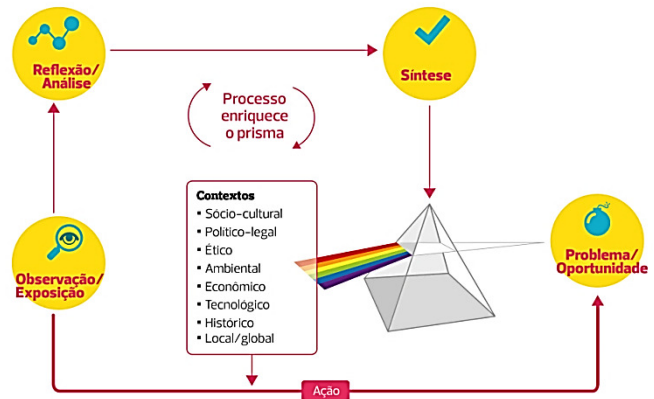 Reflexão/
Análise
Síntese
Processo
enriquece
o prisma
Contextos
▪ Sócio-cultural
▪ Político-legal
▪ Ético
▪ Ambiental
▪ Econômico
▪ Tecnológico
▪ Histórico
▪ Local/global
Observação/
Exposição
Problema/
Oportunidade
Ação